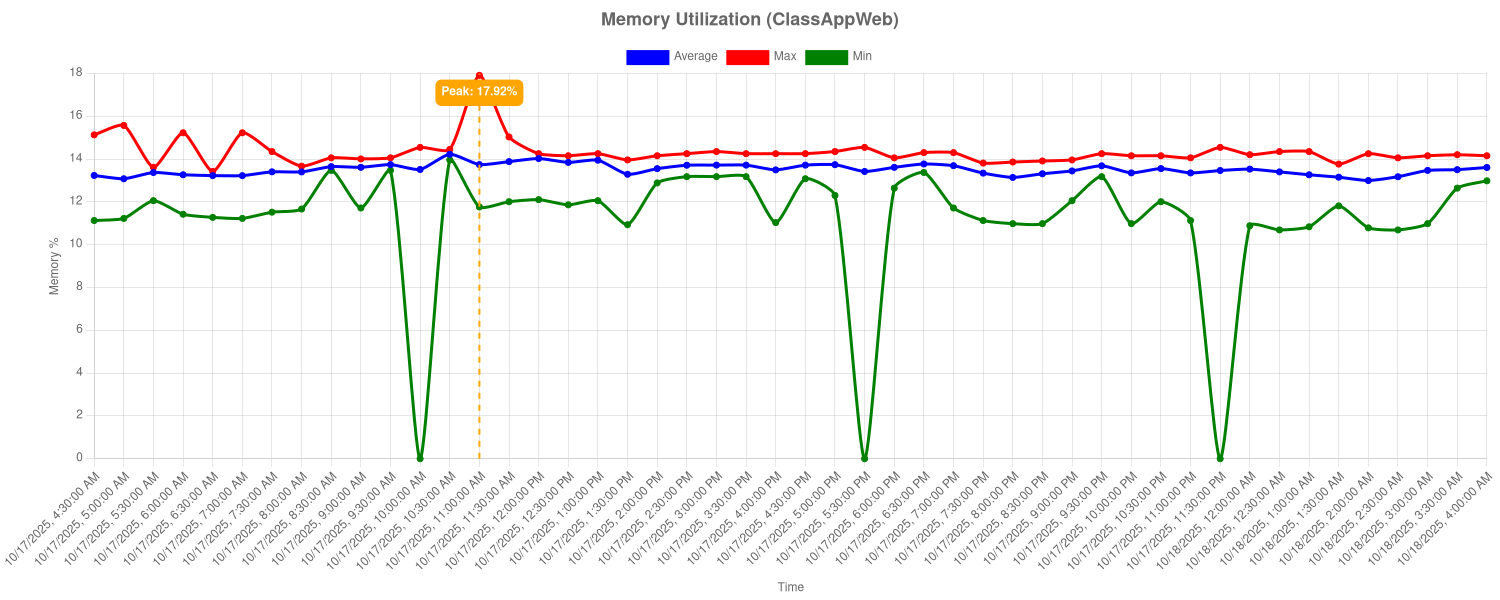 Memory Utilization (ClassAppWeb)
Average Max Min
Peak: 17.92%
18
16
14
12
10
8
6
4
2
0
Memory %
10/17/2025, 4:30:00 AM
10/17/2025, 5:00:00 AM
10/17/2025, 5:30:00 AM
10/17/2025, 6:00:00 AM
10/17/2025, 6:30:00 AM
10/17/2025, 7:00:00 AM
10/17/2025, 7:30:00 AM
10/17/2025, 8:00:00 AM
10/17/2025, 8:30:00 AM
10/17/2025, 9:00:00 AM
10/17/2025, 9:30:00 AM
10/17/2025, 10:00:00 AM
10/17/2025, 10:30:00 AM
10/17/2025, 11:00:00 AM
10/17/2025, 11:30:00 AM
10/17/2025, 12:00:00 PM
10/17/2025, 12:30:00 PM
10/17/2025, 1:00:00 PM
10/17/2025, 1:30:00 PM
10/17/2025, 2:00:00 PM
10/17/2025, 2:30:00 PM
10/17/2025, 3:00:00 PM
10/17/2025, 3:30:00 PM
10/17/2025, 4:00:00 PM
10/17/2025, 4:30:00 PM
10/17/2025, 5:00:00 PM
10/17/2025, 5:30:00 PM
10/17/2025, 6:00:00 PM
10/17/2025, 6:30:00 PM
10/17/2025, 7:00:00 PM
10/17/2025, 7:30:00 PM
10/17/2025, 8:00:00 PM
10/17/2025, 8:30:00 PM
10/17/2025, 9:00:00 PM
10/17/2025, 9:30:00 PM
10/17/2025, 10:00:00 PM
10/17/2025, 10:30:00 PM
10/17/2025, 11:00:00 PM
10/17/2025, 11:30:00 PM
10/18/2025, 12:00:00 AM
10/18/2025, 12:30:00 AM
10/18/2025, 1:00:00 AM
10/18/2025, 1:30:00 AM
10/18/2025, 2:00:00 AM
10/18/2025, 2:30:00 AM
10/18/2025, 3:00:00 AM
10/18/2025, 3:30:00 AM
10/18/2025, 4:00:00 AM
Time